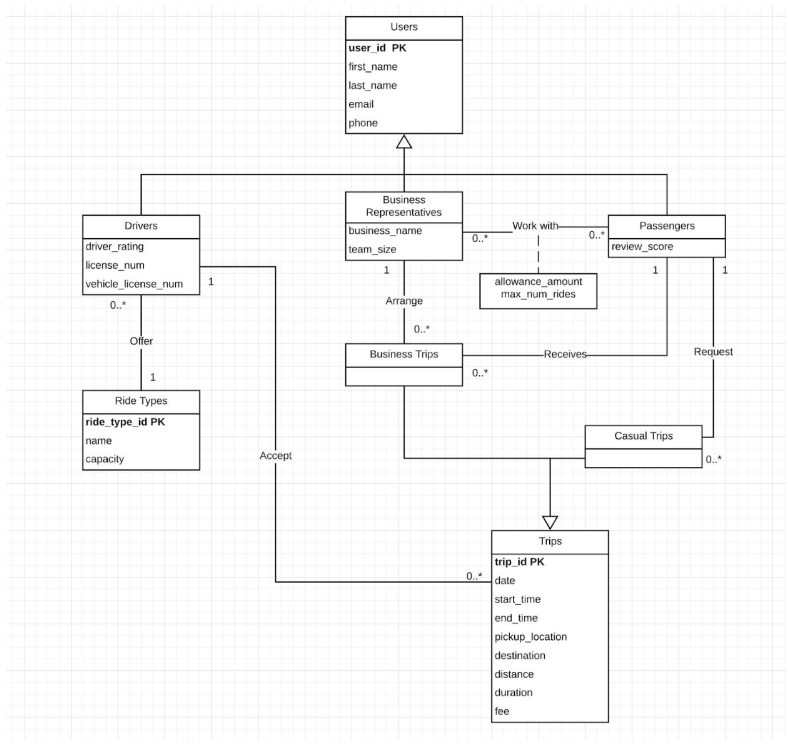 Users
user_id PK
first_name
last_name
email
phone
Business
Representatives
business_name
team_size
Drivers
driver_rating
license_num
vehicle_license_num
Passengers
review_score
Work with
0..*
0..*
allowance_amount
max_num_rides
1
0..*
1
1
1
Arrange
0..*
Offer
1
Business Trips
Receives
0..*
Request
Ride Types
ride_type_id PK
name
capacity
Casual Trips
0..*
Accept
Trips
trip_id PK
date
start_time
end_time
pickup_location
destination
distance
duration
fee
0..*